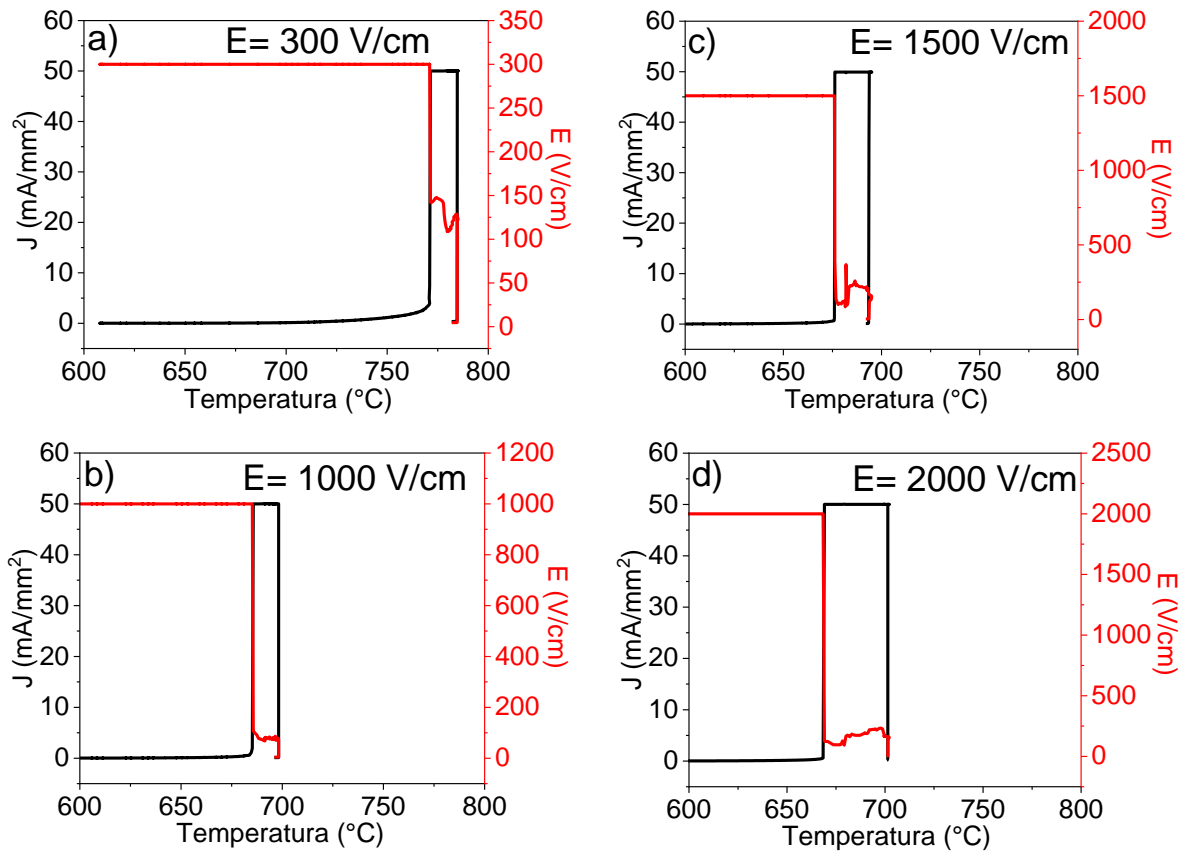 a)
E= 300 V/cm
60
50
40
30
20
10
0
J (mA/mm²)
350
300
250
200
150
100
50
0
E (V/cm)
600 650 700 750 800
Temperatura (°C)
c)
E= 1500 V/cm
60
50
40
30
20
10
0
J (mA/mm²)
2000
1500
1000
500
0
E (V/cm)
600 650 700 750 800
Temperatura (°C)
b)
E= 1000 V/cm
60
50
40
30
20
10
0
J (mA/mm²)
1200
1000
800
600
400
200
0
E (V/cm)
600 650 700 750 800
Temperatura (°C)
d)
E= 2000 V/cm
60
50
40
30
20
10
0
J (mA/mm²)
2500
2000
1500
1000
500
0
E (V/cm)
600 650 700 750 800
Temperatura (°C)